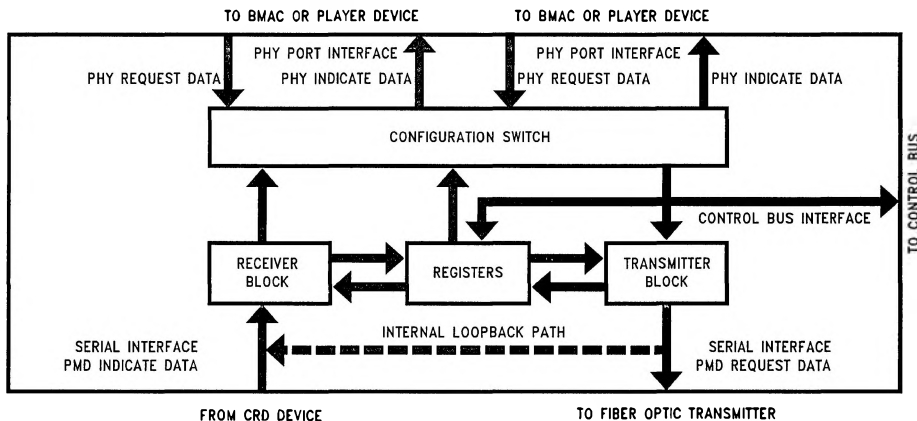 TO BMAC OR PLAYER DEVICE
TO BMAC OR PLAYER DEVICE
PHY PORT INTERFACE
PHY PORT INTERFACE
PHY REQUEST DATA
PHY INDICATE DATA
PHY REQUEST DATA
PHY INDICATE DATA
CONFIGURATION SWITCH
TO CONTROL BUS
CONTROL BUS INTERFACE
RECEIVER
BLOCK
REGISTERS
TRANSMITTER
BLOCK
INTERNAL LOOPBACK PATH
SERIAL INTERFACE
PMD INDICATE DATA
SERIAL INTERFACE
PMD REQUEST DATA
FROM CRD DEVICE
TO FIBER OPTIC TRANSMITTER